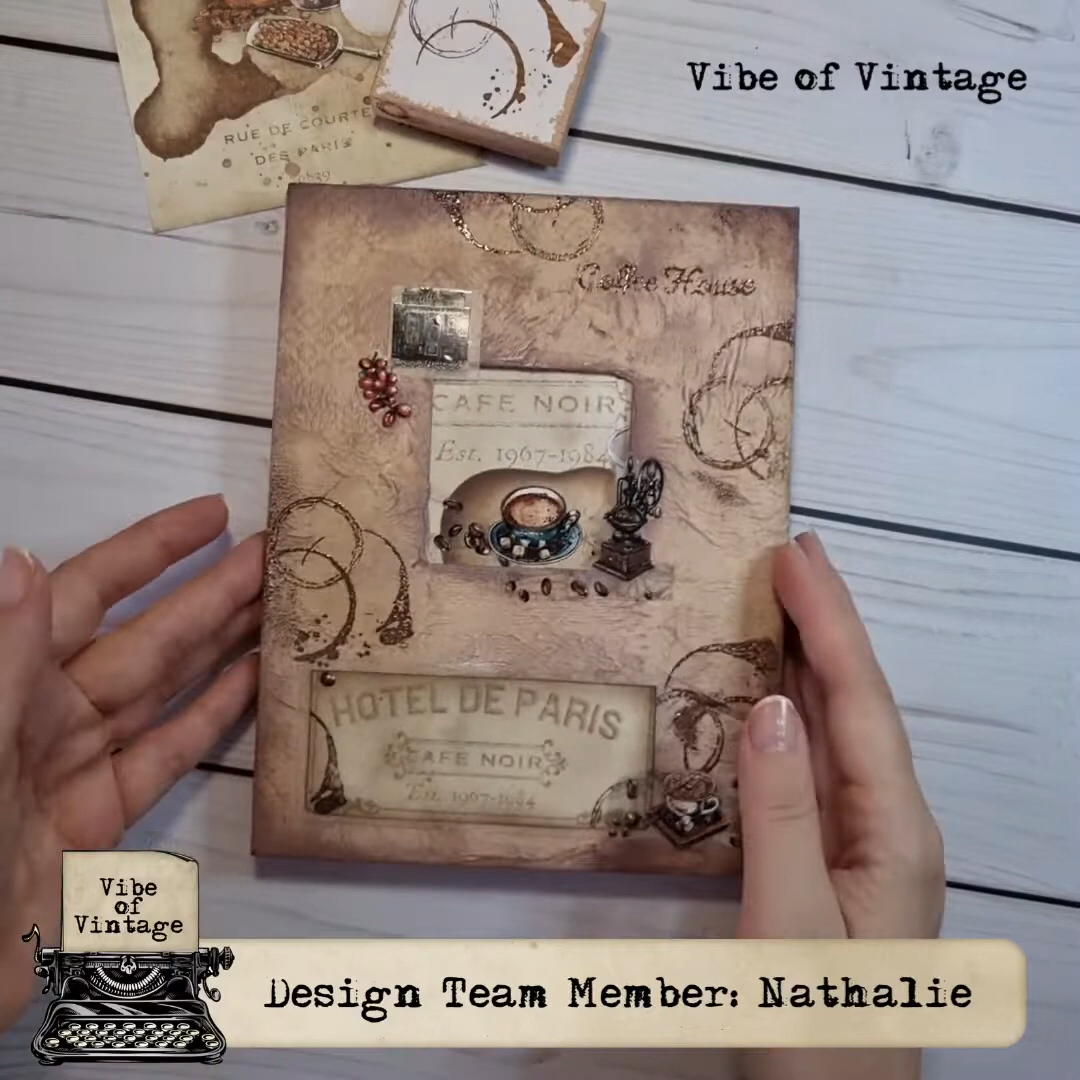 Vibe of Vintage
RUE DE COURTE
DES PARIS
Coffee House
CAFE NOIR
Est. 1967-1984
HOTEL DE PARIS
CAFE NOIR
Est. 1967-1984
Vibe
of
Vintage
Design Team Member: Nathalie